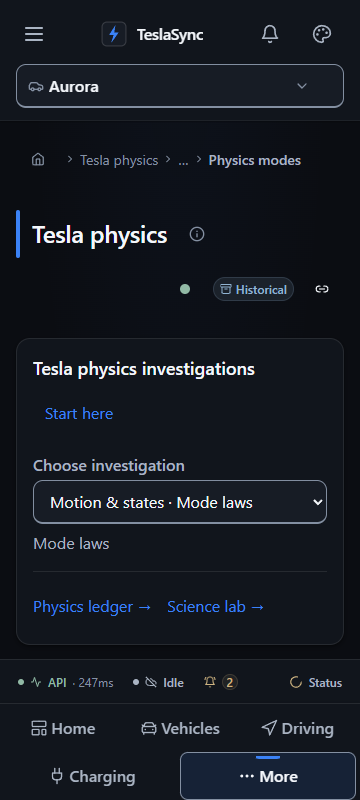 TeslaSync
Aurora
Tesla physics ... Physics modes
Tesla physics
Historical
Tesla physics investigations
Start here
Choose investigation
Motion & states · Mode laws
Mode laws
Physics ledger → Science lab →
API · 247ms Idle 2 Status
Home Vehicles Driving
Charging ··· More